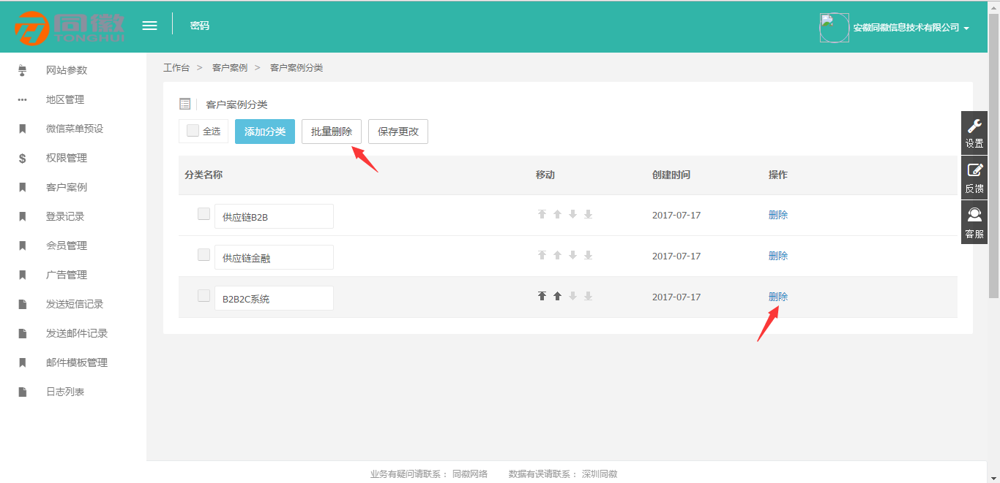 同徽
TONGHUI
密码
安徽同徽信息技术有限公司
网站参数
地区管理
微信菜单预设
权限管理
客户案例
登录记录
会员管理
广告管理
发送短信记录
发送邮件记录
邮件模板管理
日志列表
工作台 > 客户案例 > 客户案例分类
客户案例分类
全选 添加分类 批量删除 保存更改
分类名称 移动 创建时间 操作
供应链B2B 2017-07-17 删除
供应链金融 2017-07-17 删除
B2B2C系统 2017-07-17 删除
设置
反馈
客服
业务有疑问请联系： 同徽网络 数据有误请联系： 深圳同徽